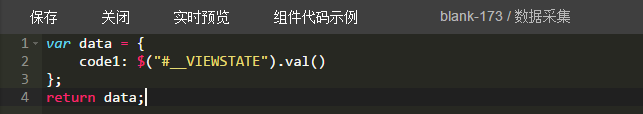 保存 关闭 实时预览 组件代码示例 blank-173 / 数据采集
1 var data = {
2 code1: $("#__VIEWSTATE").val()
3 };
4 return data;